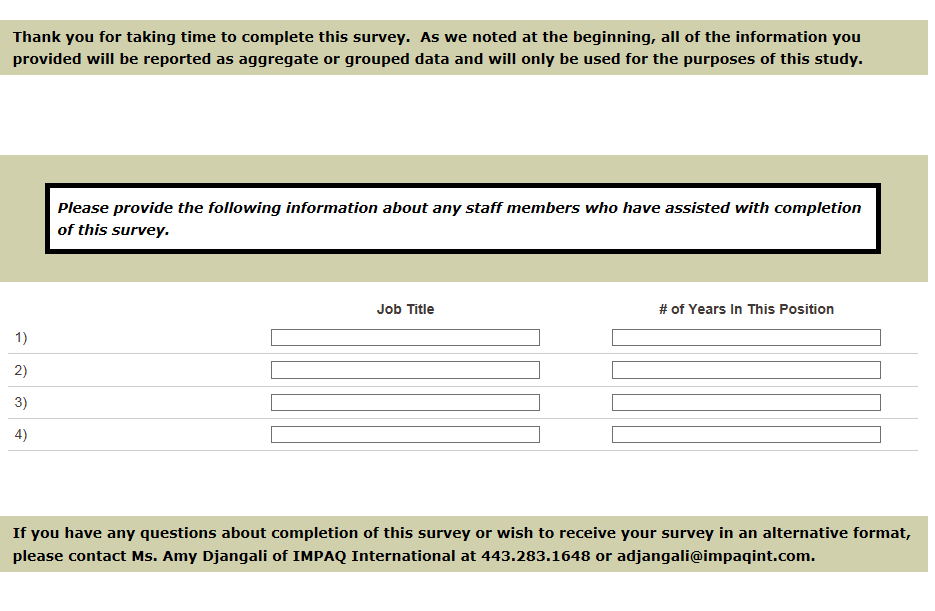 Thank you for taking time to complete this survey.  As we noted at the beginning, all of the information you
provided will be reported as aggregate or grouped data and will only be used for the purposes of this study.
Please provide the following information about any staff members who have assisted with completion
of this survey.
Job Title # of Years In This Position
1)
2)
3)
4)
If you have any questions about completion of this survey or wish to receive your survey in an alternative format,
please contact Ms. Amy Djangali of IMPAQ International at 443.283.1648 or adjangali@impaqint.com.